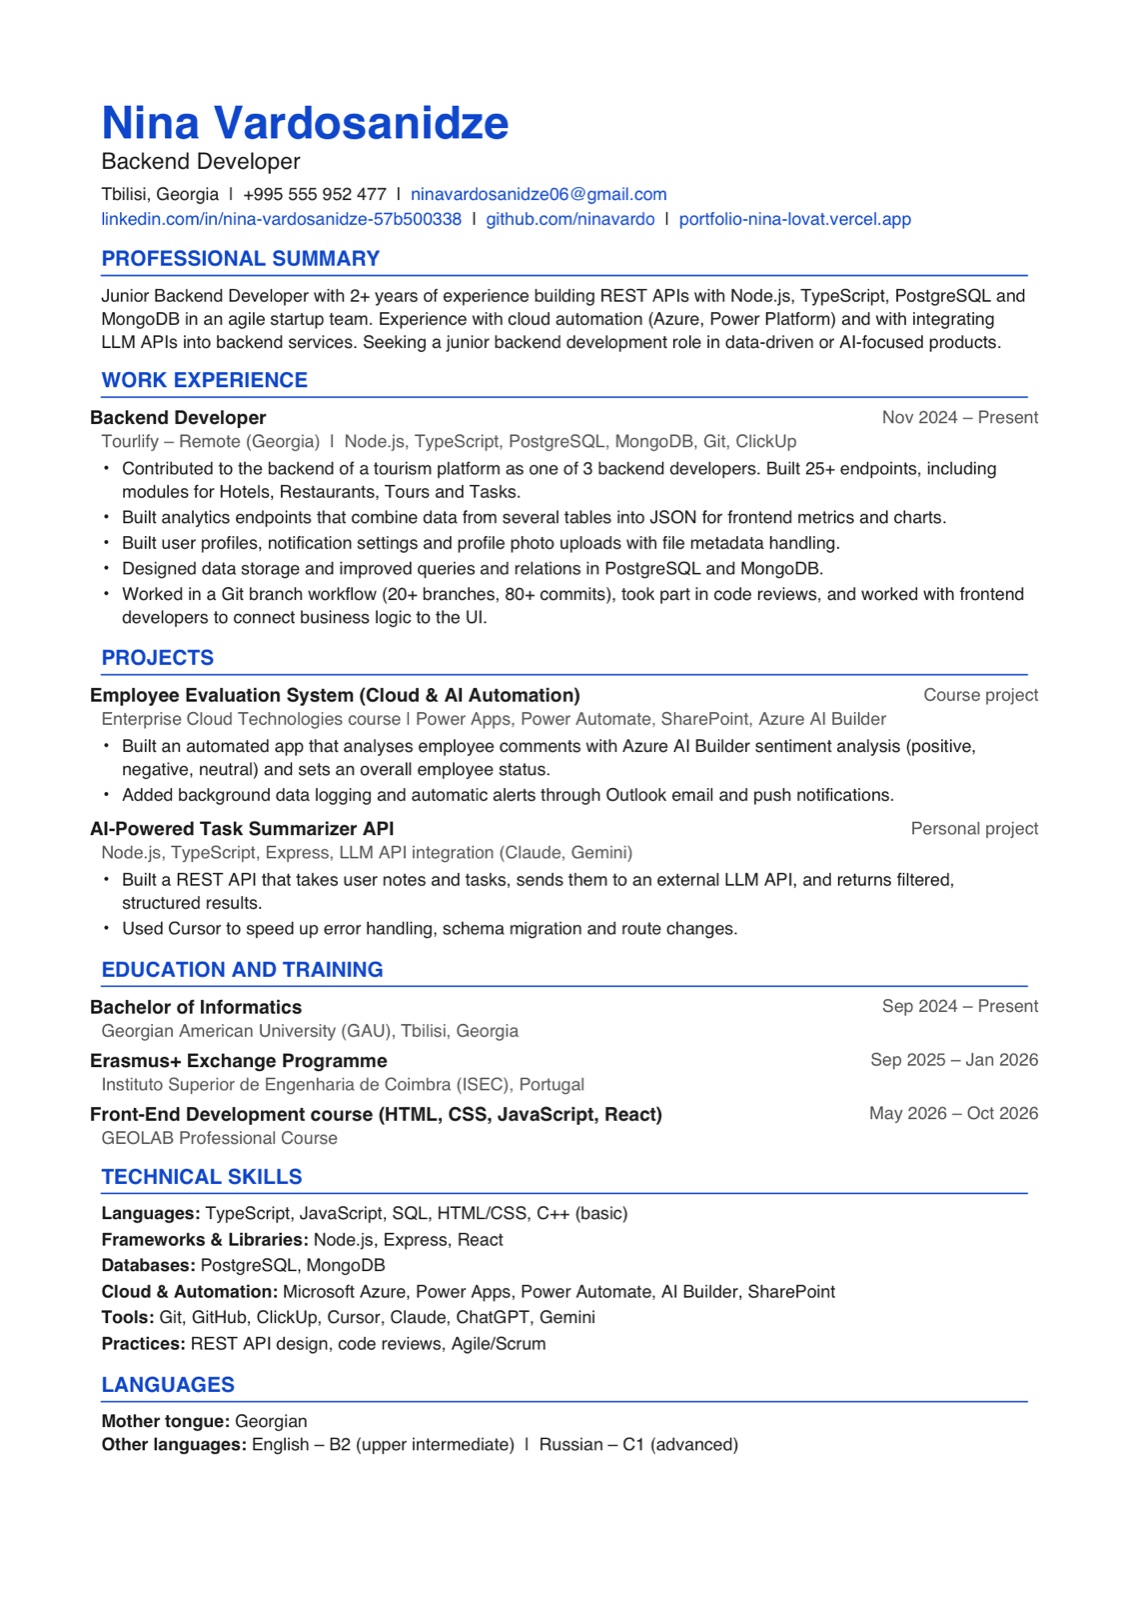 Nina Vardosanidze
Backend Developer
Tbilisi, Georgia | +995 555 952 477 | ninavardosanidze06@gmail.com
linkedin.com/in/nina-vardosanidze-57b500338 | github.com/ninavardo | portfolio-nina-lovat.vercel.app
PROFESSIONAL SUMMARY
Junior Backend Developer with 2+ years of experience building REST APIs with Node.js, TypeScript, PostgreSQL and
MongoDB in an agile startup team. Experience with cloud automation (Azure, Power Platform) and with integrating
LLM APIs into backend services. Seeking a junior backend development role in data-driven or AI-focused products.
WORK EXPERIENCE
Backend Developer Nov 2024 – Present
Tourlify – Remote (Georgia) | Node.js, TypeScript, PostgreSQL, MongoDB, Git, ClickUp
• Contributed to the backend of a tourism platform as one of 3 backend developers. Built 25+ endpoints, including
modules for Hotels, Restaurants, Tours and Tasks.
• Built analytics endpoints that combine data from several tables into JSON for frontend metrics and charts.
• Built user profiles, notification settings and profile photo uploads with file metadata handling.
• Designed data storage and improved queries and relations in PostgreSQL and MongoDB.
• Worked in a Git branch workflow (20+ branches, 80+ commits), took part in code reviews, and worked with frontend
developers to connect business logic to the UI.
PROJECTS
Employee Evaluation System (Cloud & AI Automation) Course project
Enterprise Cloud Technologies course | Power Apps, Power Automate, SharePoint, Azure AI Builder
• Built an automated app that analyses employee comments with Azure AI Builder sentiment analysis (positive,
negative, neutral) and sets an overall employee status.
• Added background data logging and automatic alerts through Outlook email and push notifications.
AI-Powered Task Summarizer API Personal project
Node.js, TypeScript, Express, LLM API integration (Claude, Gemini)
• Built a REST API that takes user notes and tasks, sends them to an external LLM API, and returns filtered,
structured results.
• Used Cursor to speed up error handling, schema migration and route changes.
EDUCATION AND TRAINING
Bachelor of Informatics Sep 2024 – Present
Georgian American University (GAU), Tbilisi, Georgia
Erasmus+ Exchange Programme Sep 2025 – Jan 2026
Instituto Superior de Engenharia de Coimbra (ISEC), Portugal
Front-End Development course (HTML, CSS, JavaScript, React) May 2026 – Oct 2026
GEOLAB Professional Course
TECHNICAL SKILLS
Languages: TypeScript, JavaScript, SQL, HTML/CSS, C++ (basic)
Frameworks & Libraries: Node.js, Express, React
Databases: PostgreSQL, MongoDB
Cloud & Automation: Microsoft Azure, Power Apps, Power Automate, AI Builder, SharePoint
Tools: Git, GitHub, ClickUp, Cursor, Claude, ChatGPT, Gemini
Practices: REST API design, code reviews, Agile/Scrum
LANGUAGES
Mother tongue: Georgian
Other languages: English – B2 (upper intermediate) | Russian – C1 (advanced)